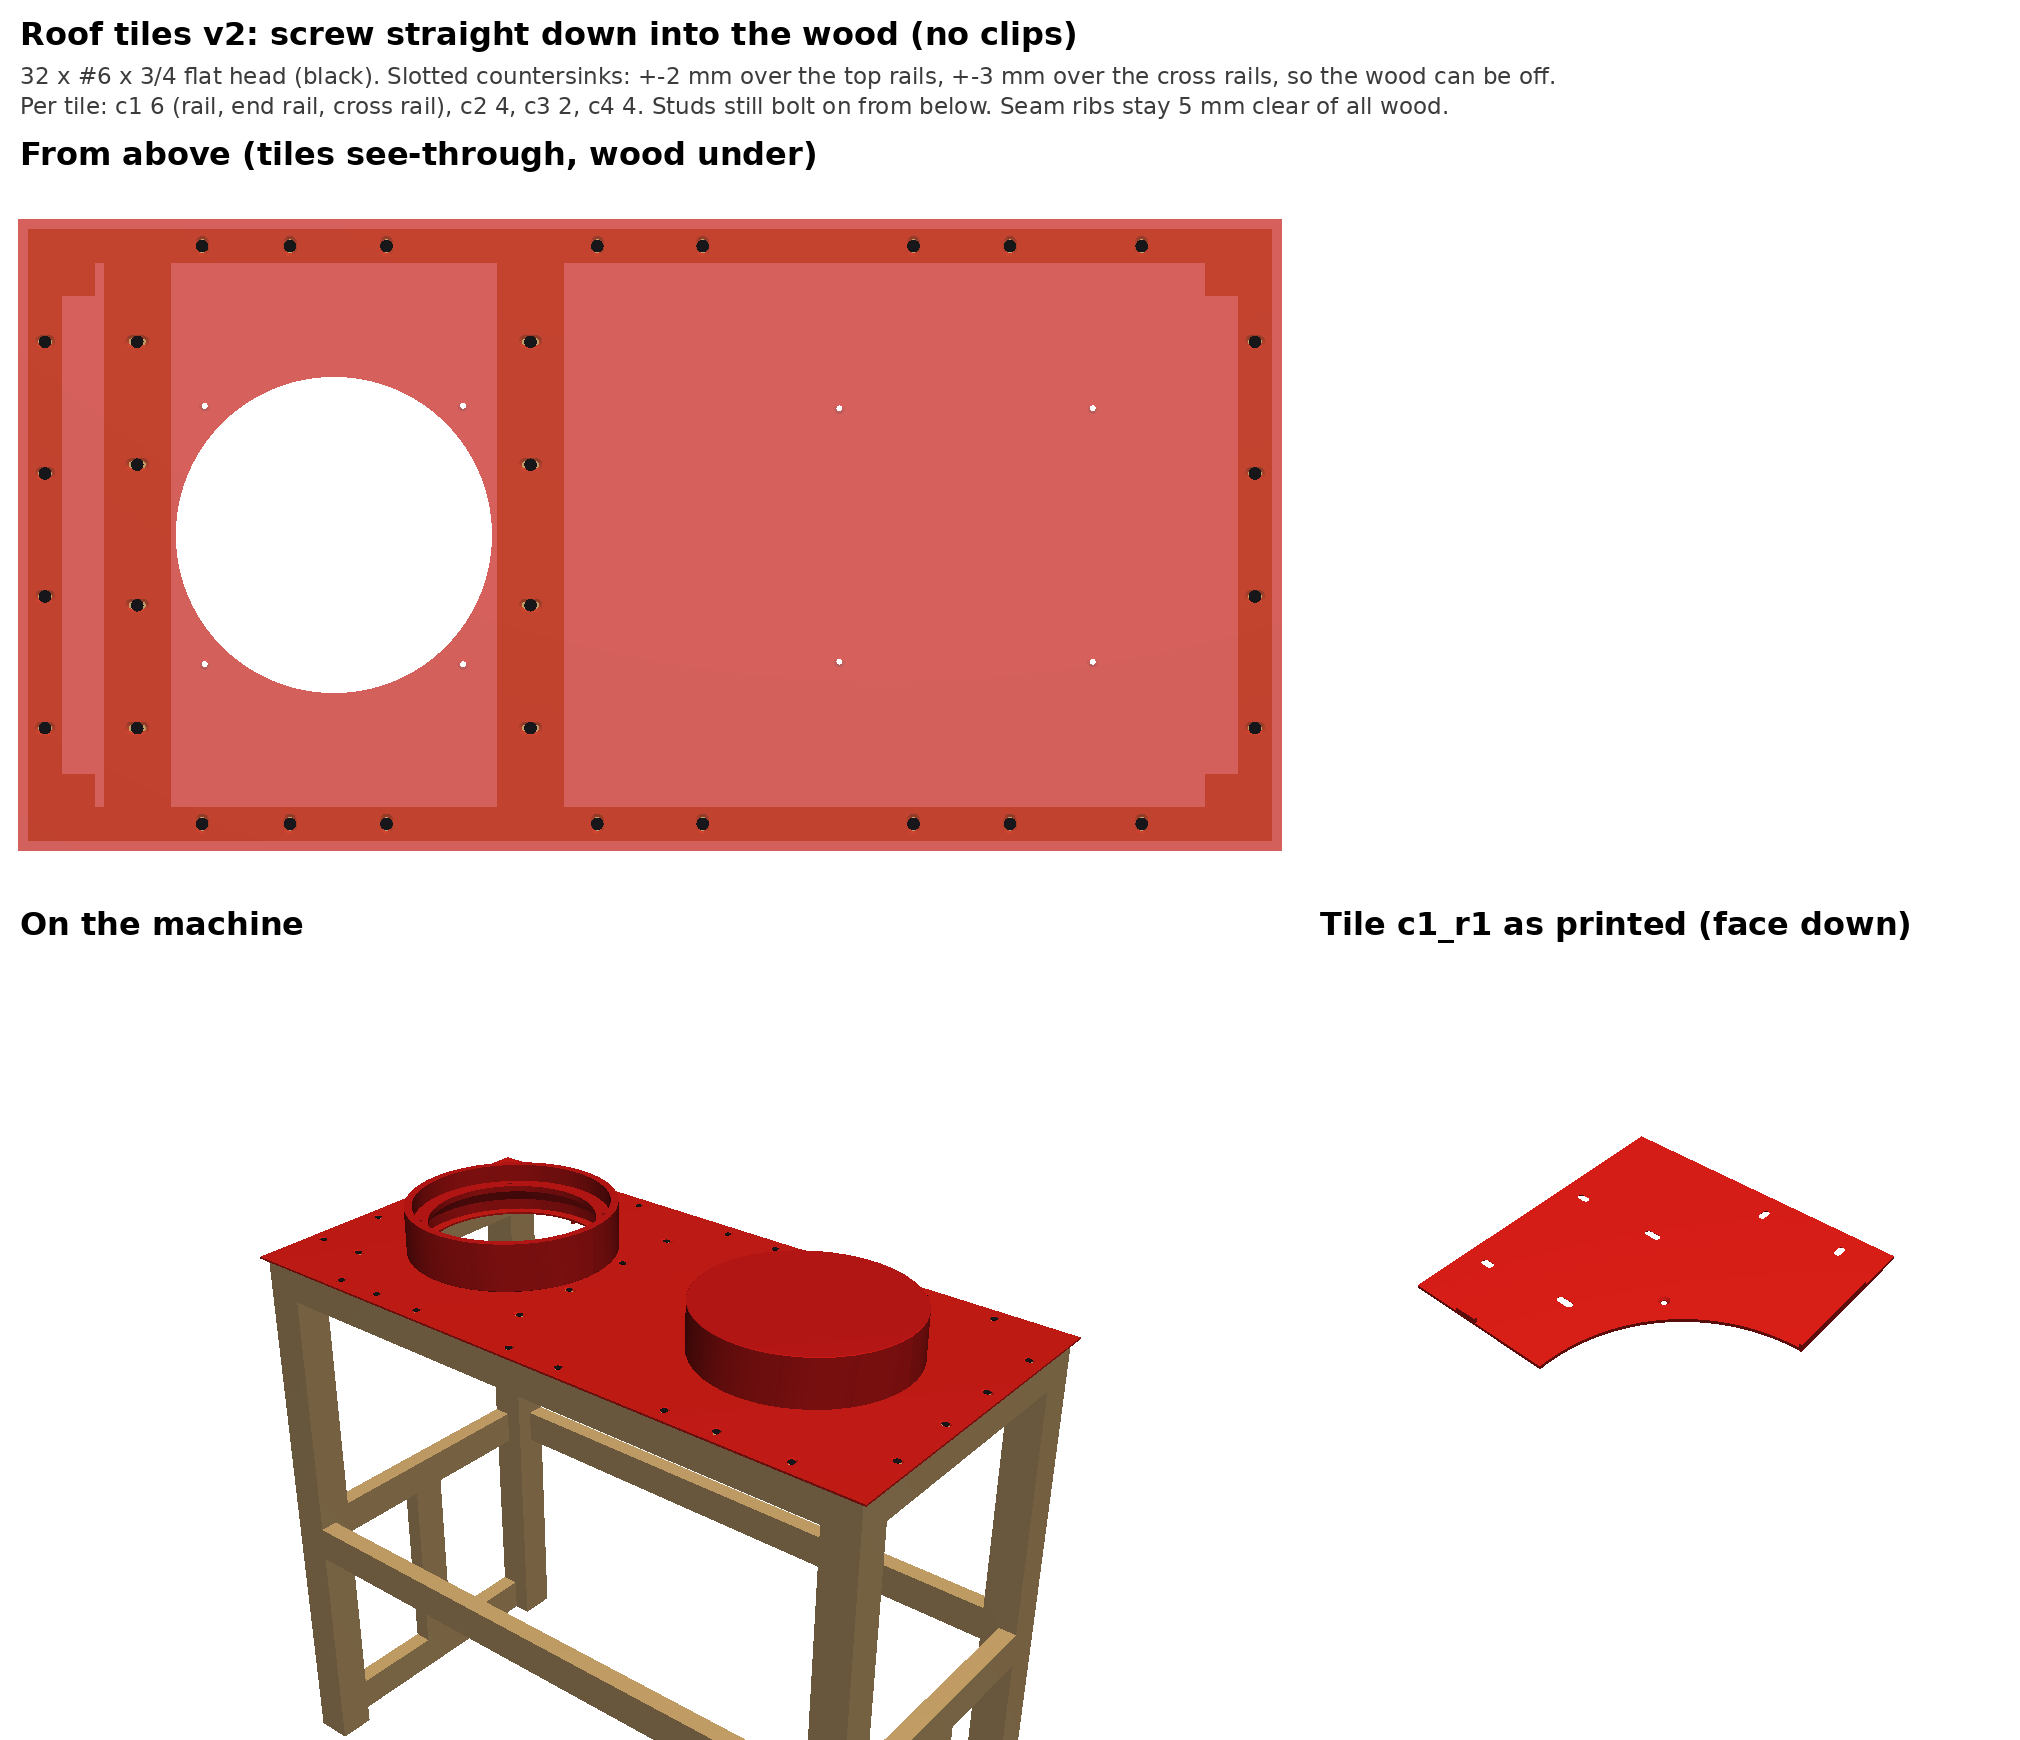 Roof tiles v2: screw straight down into the wood (no clips)
32 x #6 x 3/4 flat head (black). Slotted countersinks: +-2 mm over the top rails, +-3 mm over the cross rails, so the wood can be off.
Per tile: c1 6 (rail, end rail, cross rail), c2 4, c3 2, c4 4. Studs still bolt on from below. Seam ribs stay 5 mm clear of all wood.
From above (tiles see-through, wood under)
On the machine
Tile c1_r1 as printed (face down)